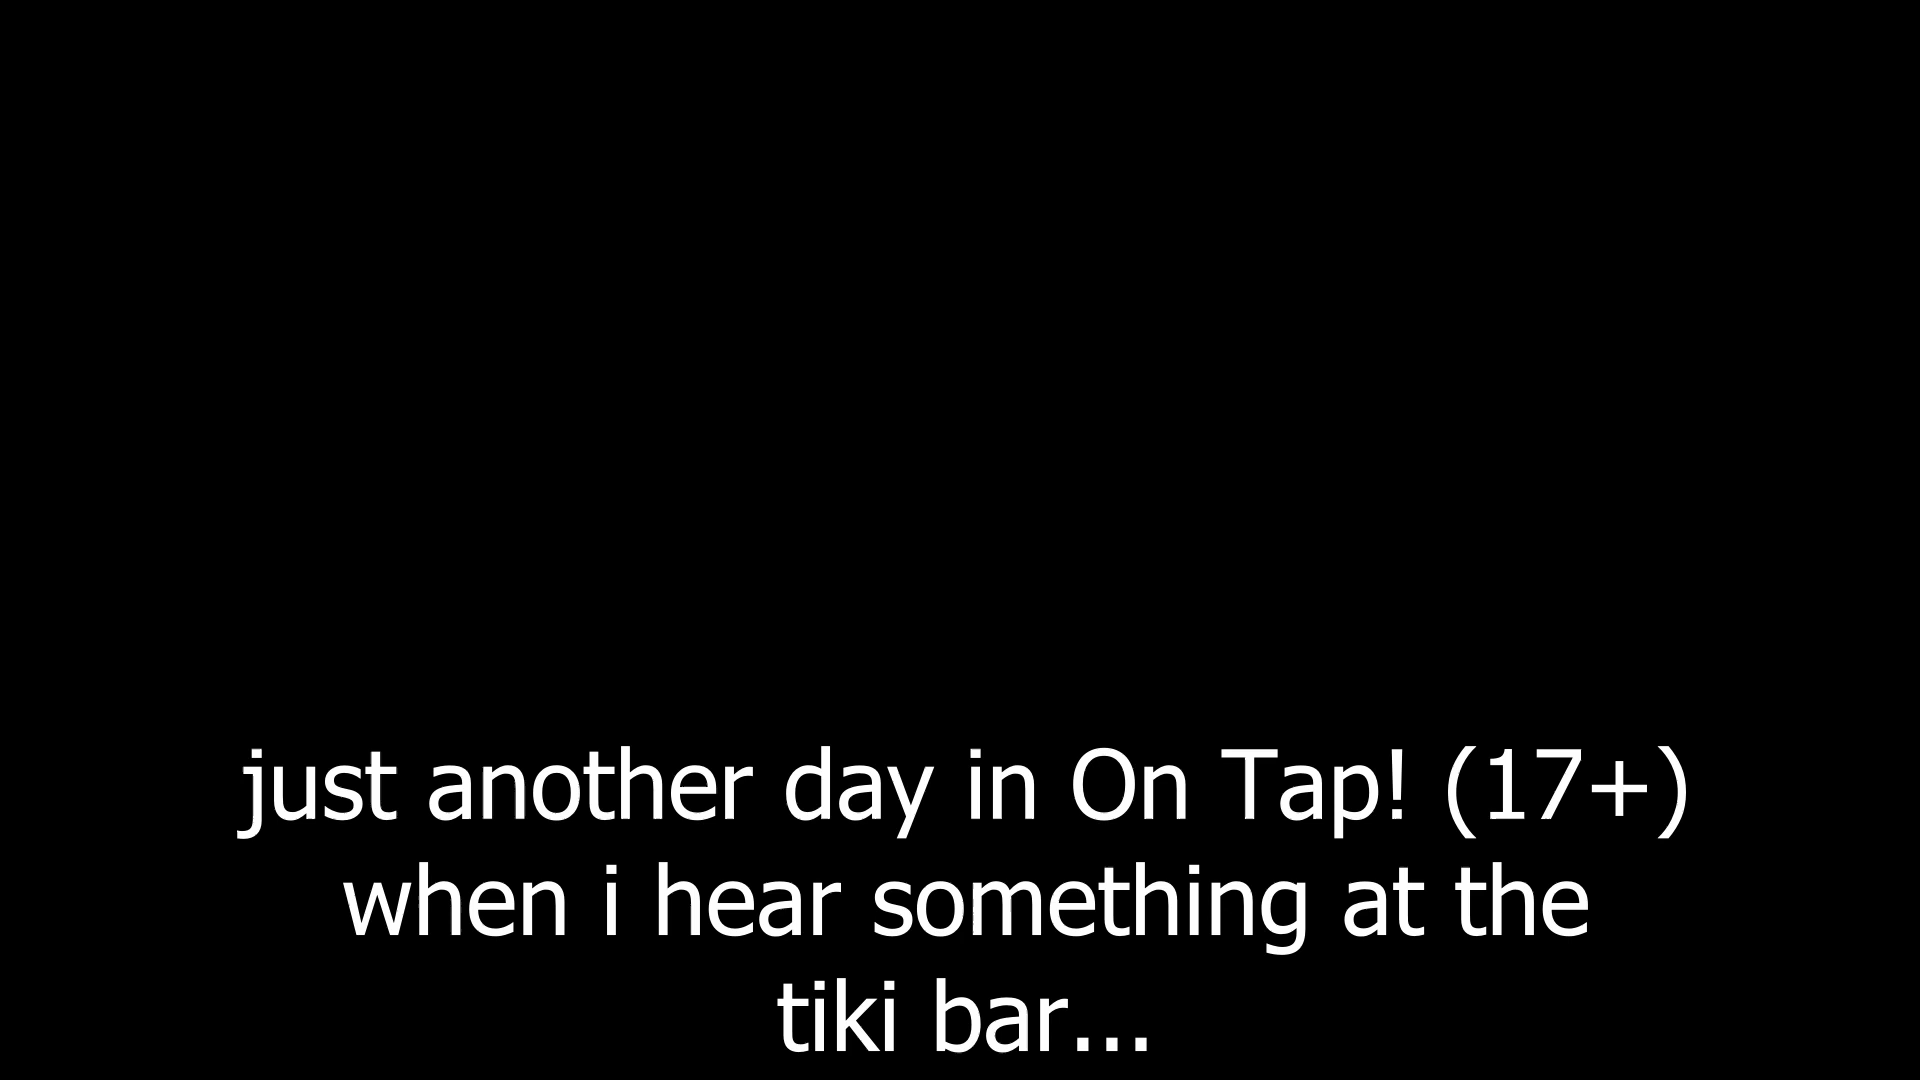 just another day in On Tap! (17+)
when i hear something at the
tiki bar...